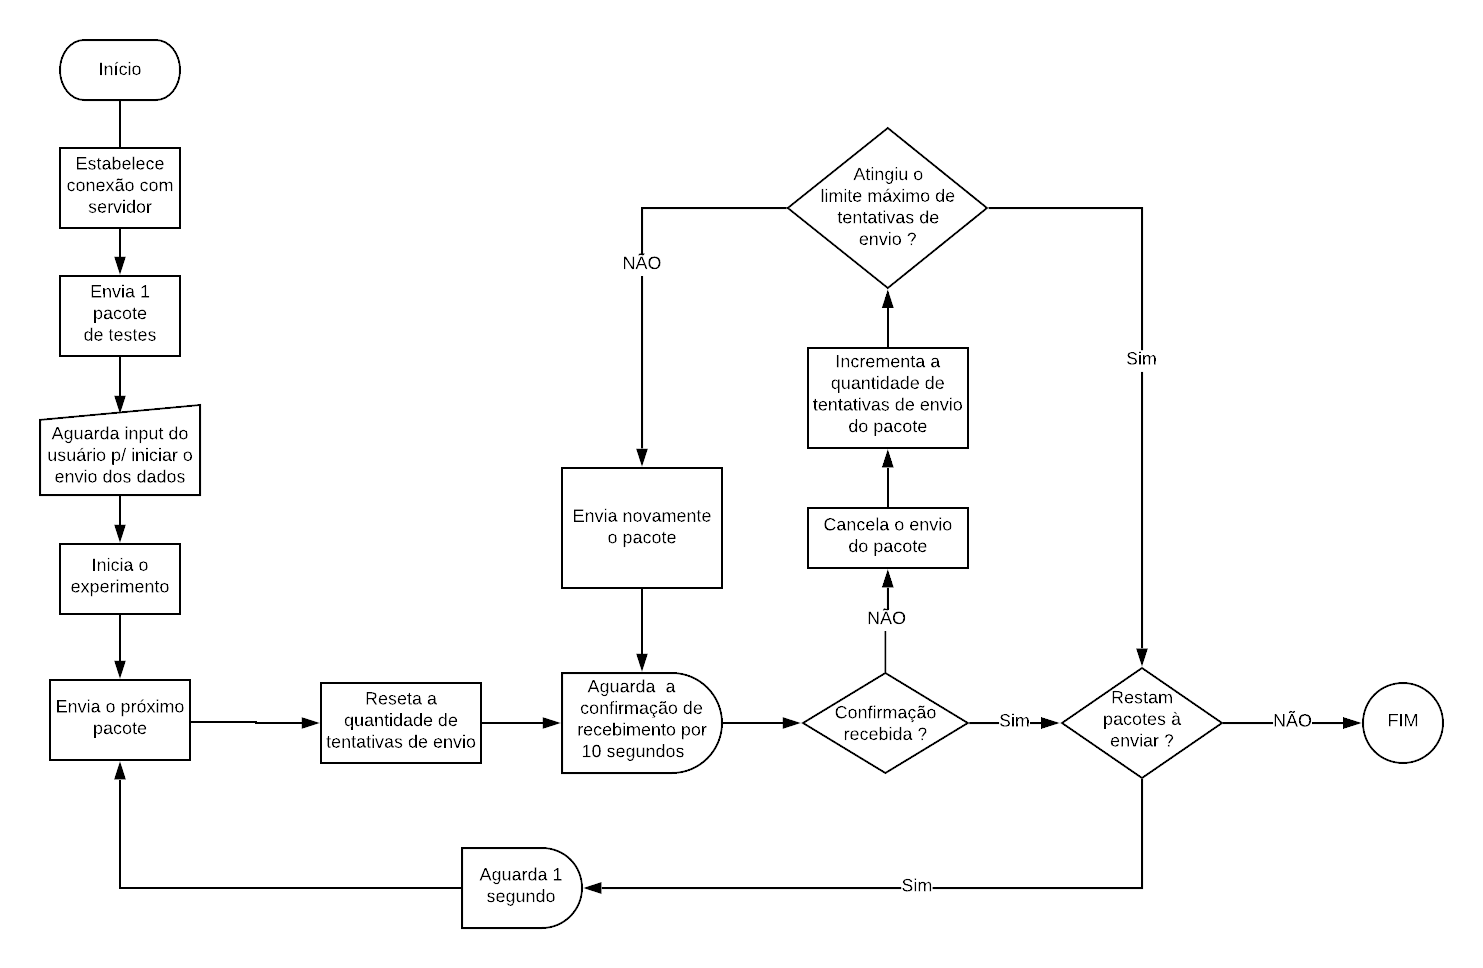 Início
Estabelece
conexão com
servidor
Envia 1
pacote
de testes
Aguarda input do
usuário p/ iniciar o
envio dos dados
Inicia o
experimento
Envia o próximo
pacote
Reseta a
quantidade de
tentativas de envio
Aguarda a
confirmação de
recebimento por
10 segundos
Envia novamente
o pacote
NÃO
Atingiu o
limite máximo de
tentativas de
envio ?
Incrementa a
quantidade de
tentativas de envio
do pacote
Cancela o envio
do pacote
NÃO
Confirmação
recebida ?
Sim
Sim
Restam
pacotes à
enviar ?
NÃO
FIM
Sim
Aguarda 1
segundo